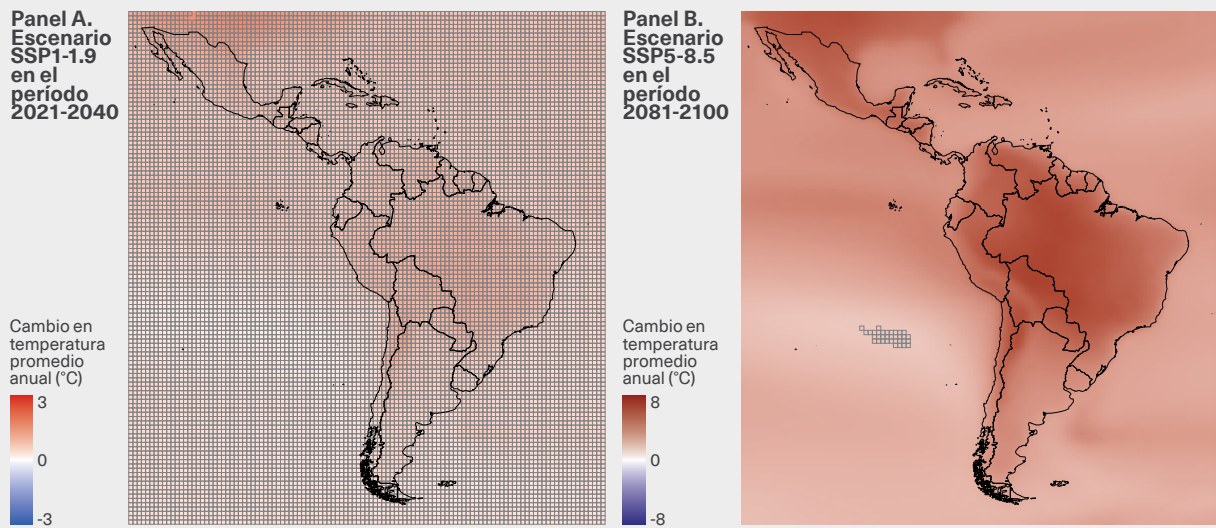 Panel A.
Escenario
SSP1-1.9
en el
período
2021-2040
Cambio en
temperatura
promedio
anual (°C)
3
0
-3
Panel B.
Escenario
SSP5-8.5
en el
período
2081-2100
Cambio en
temperatura
promedio
anual (°C)
8
0
-8